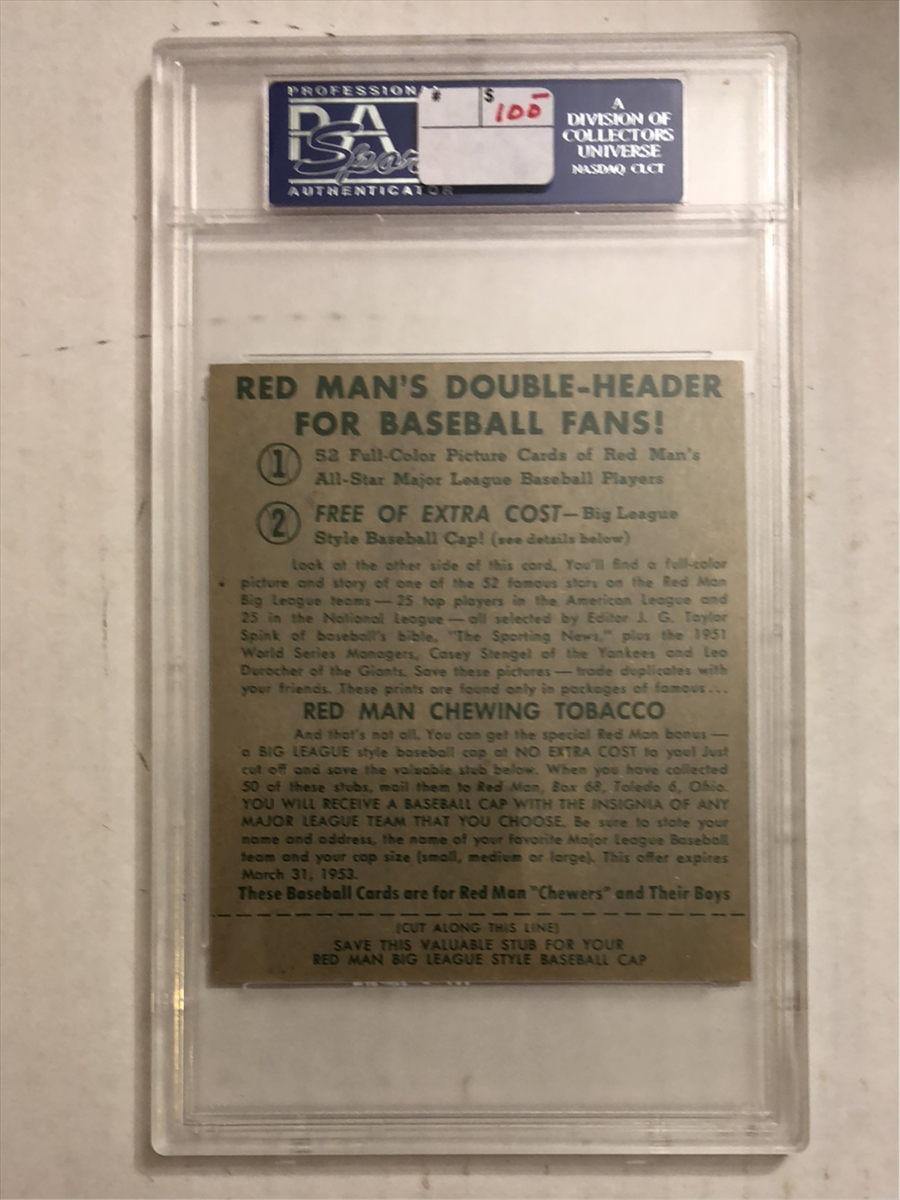 PROFESSIONA
PSA
Spor
AUTHENTICATOR
# $
100
A
DIVISION OF
COLLECTORS
UNIVERSE
NASDAQ CLCT
RED MAN'S DOUBLE-HEADER
FOR BASEBALL FANS!
1 52 Full-Color Picture Cards of Red Man's
All-Star Major League Baseball Players
2 FREE OF EXTRA COST—Big League
Style Baseball Cap! (see details below)
Look at the other side of this card. You'll find a full-color
picture and story of one of the 52 famous stars on the Red Man
Big League teams — 25 top players in the American League and
25 in the National League — all selected by Editor J. G. Taylor
Spink of baseball's bible, "The Sporting News," plus the 1951
World Series Managers, Casey Stengel of the Yankees and Leo
Durocher of the Giants. Save these pictures — trade duplicates with
your friends. These prints are found only in packages of famous...
RED MAN CHEWING TOBACCO
And that's not all. You can get the special Red Man bonus —
a BIG LEAGUE style baseball cap at NO EXTRA COST to you! Just
cut off and save the valuable stub below. When you have collected
50 of these stubs, mail them to Red Man, Box 68, Toledo 6, Ohio.
YOU WILL RECEIVE A BASEBALL CAP WITH THE INSIGNIA OF ANY
MAJOR LEAGUE TEAM THAT YOU CHOOSE. Be sure to state your
name and address, the name of your favorite Major League Baseball
team and your cap size (small, medium or large). This offer expires
March 31, 1953.
These Baseball Cards are for Red Man "Chewers" and Their Boys
(CUT ALONG THIS LINE)
SAVE THIS VALUABLE STUB FOR YOUR
RED MAN BIG LEAGUE STYLE BASEBALL CAP